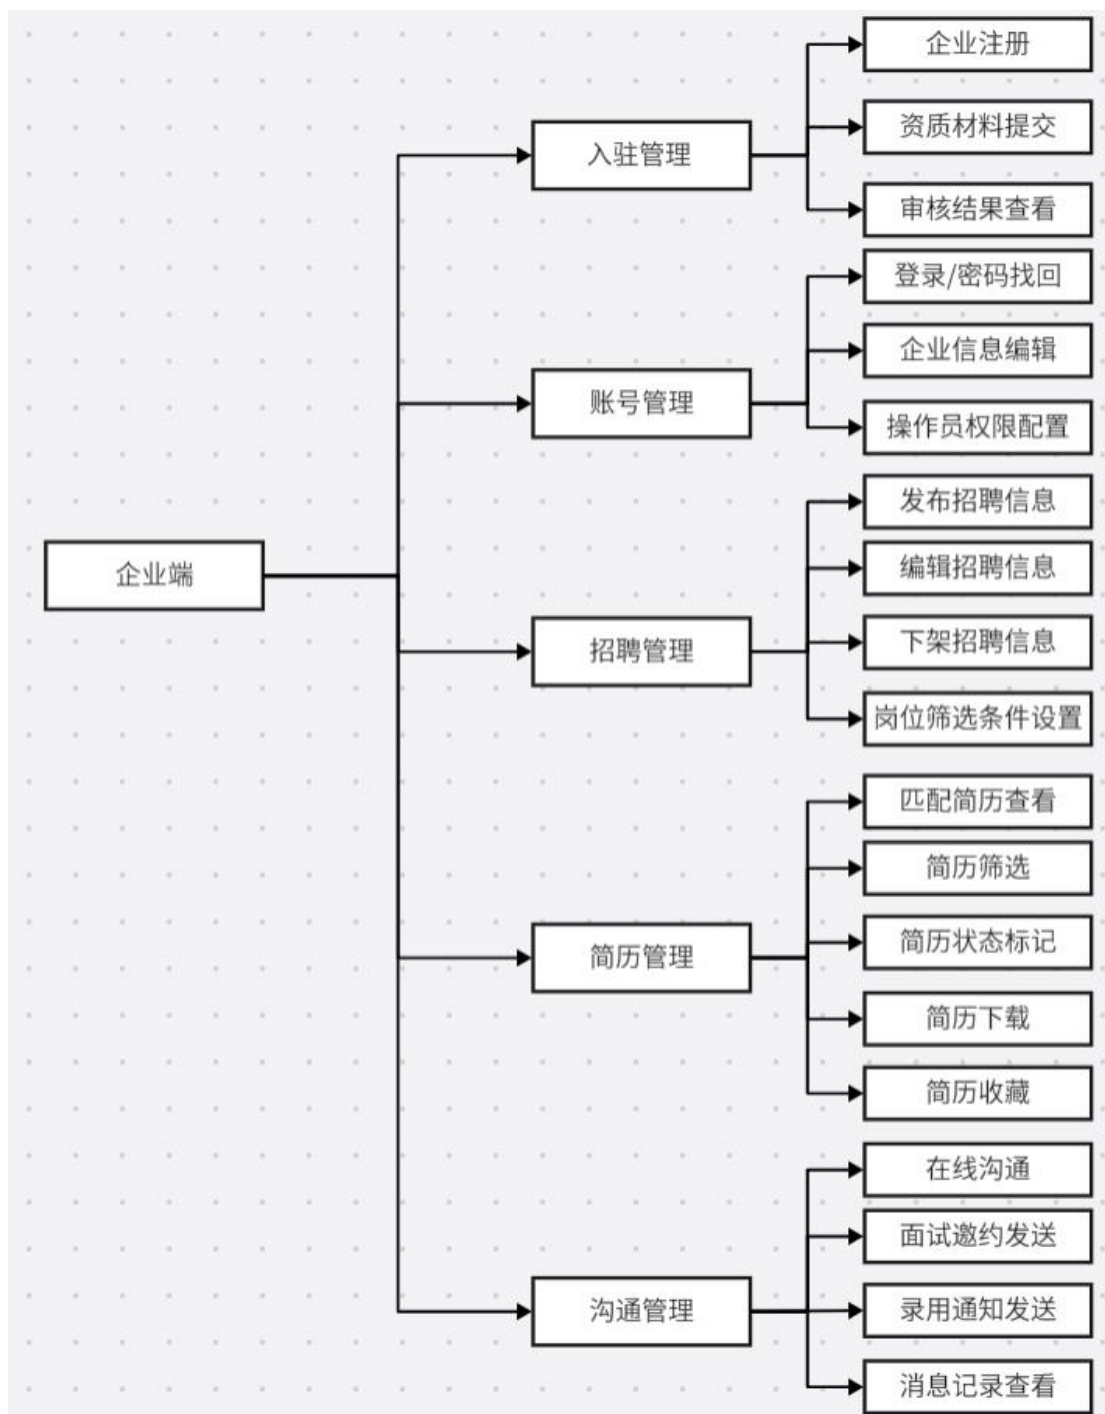 企业端
入驻管理
企业注册
资质材料提交
审核结果查看
账号管理
登录/密码找回
企业信息编辑
操作员权限配置
招聘管理
发布招聘信息
编辑招聘信息
下架招聘信息
岗位筛选条件设置
简历管理
匹配简历查看
简历筛选
简历状态标记
简历下载
简历收藏
沟通管理
在线沟通
面试邀约发送
录用通知发送
消息记录查看